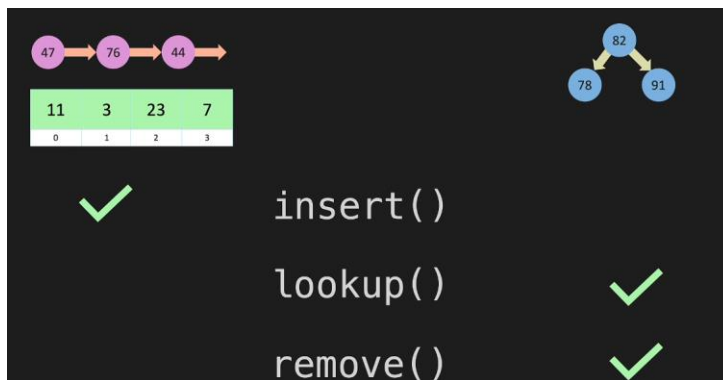 47 76 44
82
78 91
11 3 23 7
0 1 2 3
insert()
lookup()
remove()